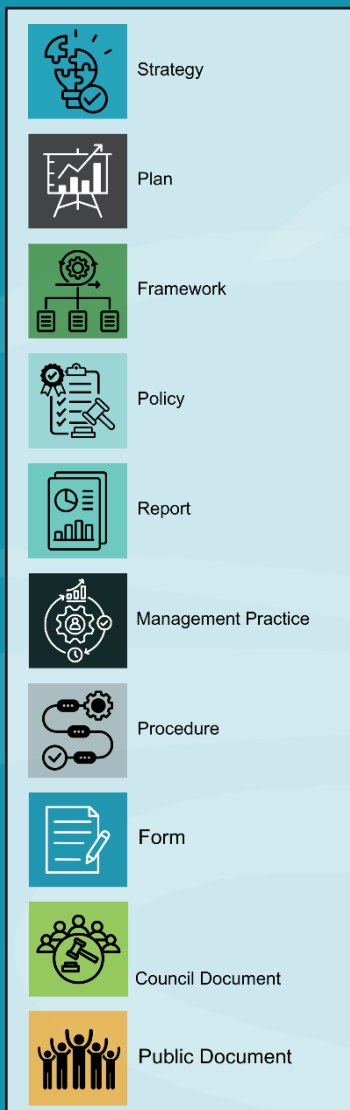 Strategy
Plan
Framework
Policy
Report
Management Practice
Procedure
Form
Council Document
Public Document